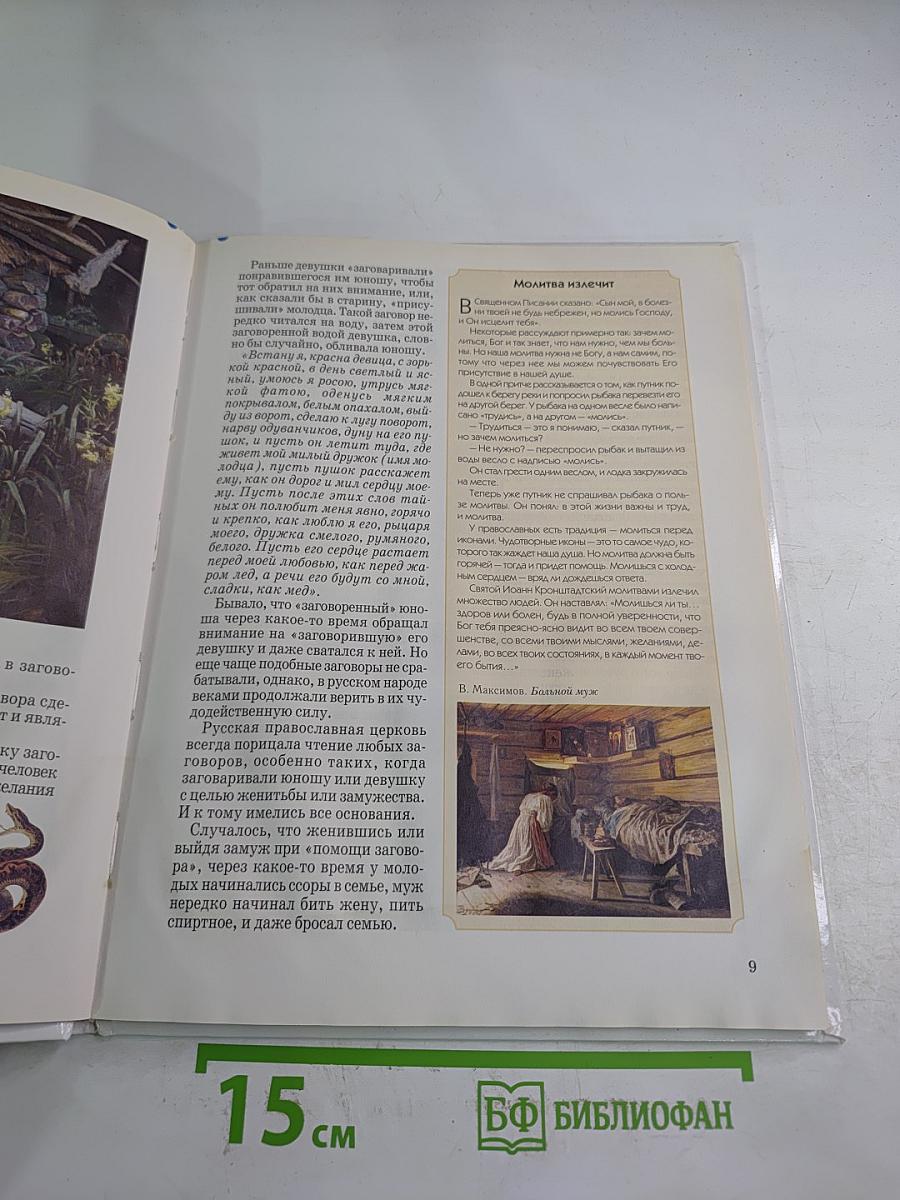 в загово-
вора сде-
т и явля-
ку заго-
человек
желания
Раньше девушки «заговаривали»
понравившегося им юношу, чтобы
тот обратил на них внимание, или,
как сказали бы в старину, «прису-
шивали» молодца. Такой заговор не-
редко читался на воду, затем этой
заговоренной водой девушка, слов-
но бы случайно, обливала юношу.
«Встану я, красна девица, с зорь-
кой красной, в день светлый и яс-
ный, умоюсь я росою, утрусь мяг-
кой фатою, оденусь мягким
покрывалом, белым опахалом, вый-
ду из ворот, сделаю к лугу поворот,
нарву одуванчиков, дуну на его пу-
шок, и пусть он летит туда, где
живет мой милый дружок (имя мо-
лодца), пусть пушок расскажет
ему, как он дорог и мил сердцу мое-
му. Пусть после этих слов тай-
ных он полюбит меня явно, горячо
и крепко, как люблю я его, рыцаря
моего, дружка смелого, румяного,
белого. Пусть его сердце растает
перед моей любовью, как перед жа-
ром лед, а речи его будут со мной,
сладки, как мед».
Бывало, что «заговоренный» юно-
ша через какое-то время обращал
внимание на «заговорившую» его
девушку и даже сватался к ней. Но
еще чаще подобные заговоры не сра-
батывали, однако, в русском народе
веками продолжали верить в их чу-
додейственную силу.
Русская православная церковь
всегда порицала чтение любых за-
говоров, особенно таких, когда
заговаривали юношу или девушку
с целью женитьбы или замужества.
И к тому имелись все основания.
Случалось, что женившись или
выйдя замуж при «помощи загово-
ра», через какое-то время у моло-
дых начинались ссоры в семье, муж
нередко начинал бить жену, пить
спиртное, и даже бросал семью.
Молитва излечит
В Священном Писании сказано: «Сын мой, в болез-
ни твоей не будь небрежен, но молись Господу,
и Он исцелит тебя».
Некоторые рассуждают примерно так: зачем мо-
литься, Бог и так знает, что нам нужно, чем мы боль-
ны. Но наша молитва нужна не Богу, а нам самим, по-
тому что через нее мы можем почувствовать Его
присутствие в нашей душе.
В одной притче рассказывается о том, как путник по-
дошел к берегу реки и попросил рыбака перевезти его
на другой берег. У рыбака на одном весле было напи-
сано «трудись», а на другом — «молись».
— Трудиться — это я понимаю, — сказал путник, —
но зачем молиться?
— Не нужно? — переспросил рыбак и вытащил из
воды весло с надписью «молись».
Он стал грести одним веслом, и лодка закружилась
на месте.
Теперь уже путник не спрашивал рыбака о поль-
зе молитвы. Он понял: в этой жизни важны и труд,
и молитва.
У православных есть традиция — молиться перед
иконами. Чудотворные иконы — это то самое чудо, ко-
торого так жаждет наша душа. Но молитва должна быть
горячей — тогда и придет помощь. Молишься с холод-
ным сердцем — вряд ли дождешься ответа.
Святой Иоанн Кронштадтский молитвами излечил
множество людей. Он наставлял: «Молишься ли ты...
здоров или болен, будь в полной уверенности, что
Бог тебя преясно-ясно видит во всем твоем совер-
шенстве, со всеми твоими мыслями, желаниями, де-
лами, во всех твоих состояниях, в каждый момент тво-
его бытия...»
В. Максимов. Больной муж
9
15 см
БФ БИБЛИОФАН